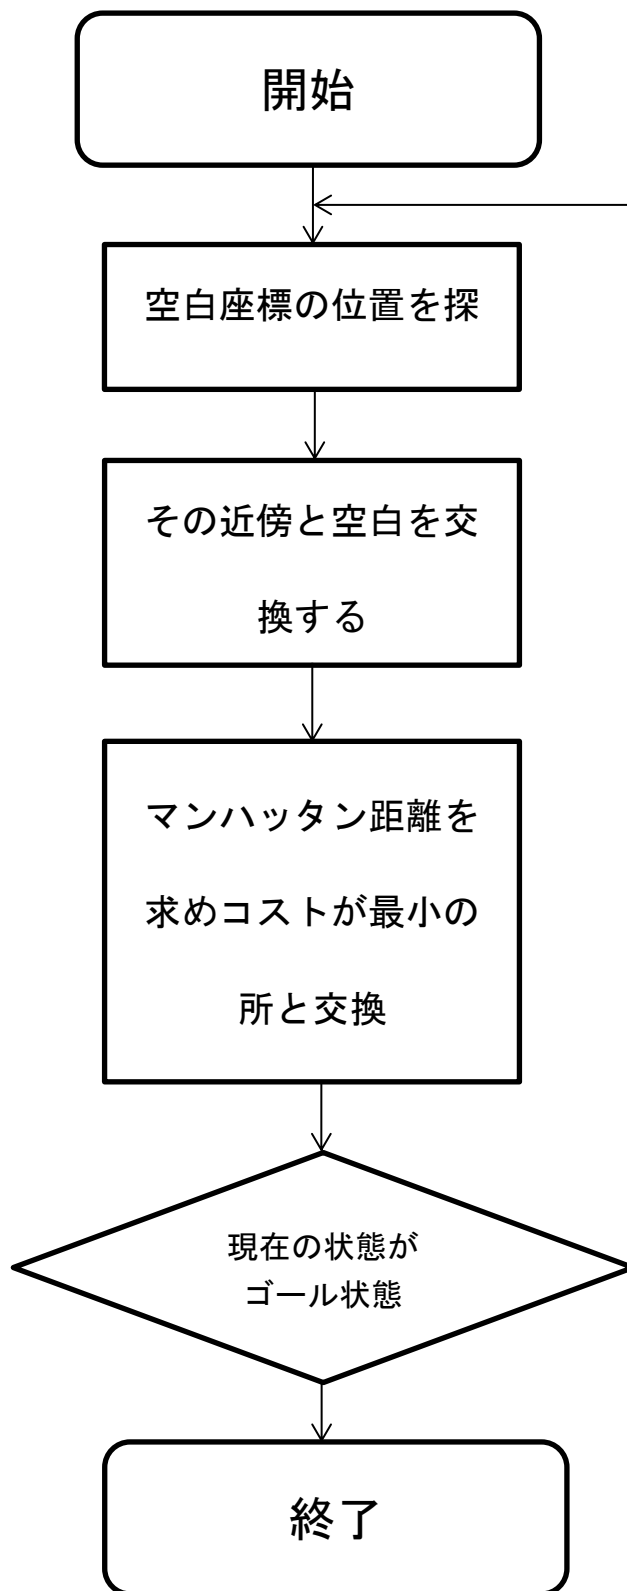 開始
空白座標の位置を探
その近傍と空白を交
換する
マンハッタン距離を
求めコストが最小の
所と交換
現在の状態が
ゴール状態
終了